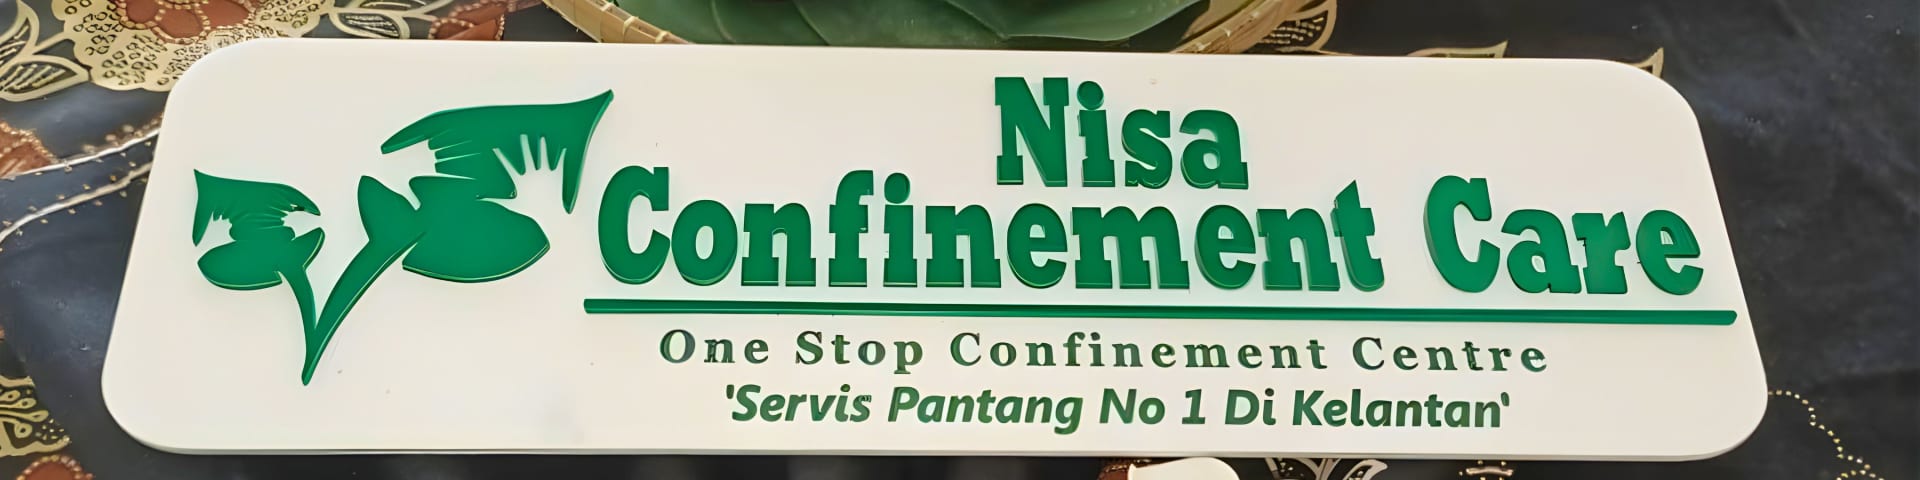 Nisa
Confinement Care
One Stop Confinement Centre
'Servis Pantang No 1 Di Kelantan'